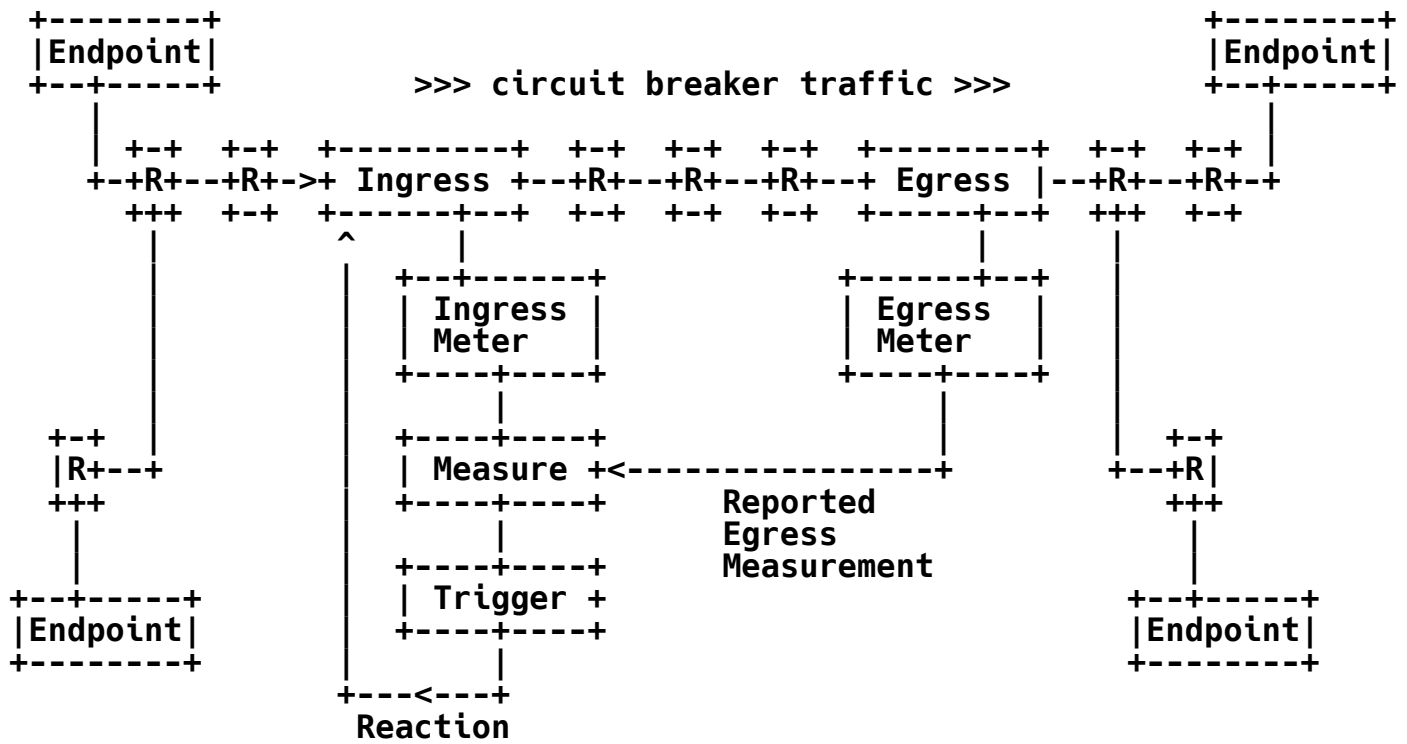 +--------+                                                   +--------+
|Endpoint|                                                   |Endpoint|
+--+-----+          >>> circuit breaker traffic >>>          +--+-----+
   |                                                            |
   | +-+  +-+  +---------+  +-+  +-+  +-+  +--------+  +-+  +-+ |
   +-+R+--+R+->+ Ingress +--+R+--+R+--+R+--+ Egress |--+R+--+R+-+
     +++  +-+  +------+--+  +-+  +-+  +-+  +-----+--+  +++  +-+
      |         ^     |                          |      |
      |         |  +--+------+            +------+--+   |
      |         |  | Ingress |            | Egress  |   |
      |         |  | Meter   |            | Meter   |   |
      |         |  +----+----+            +----+----+   |
      |         |       |                      |        |
 +-+  |         |  +----+----+                 |        |  +-+
 |R+--+         |  | Measure +<----------------+        +--+R|
 +++            |  +----+----+      Reported               +++
  |             |       |           Egress                  |
  |             |  +----+----+      Measurement             |
+--+-----+      |  | Trigger +                           +--+-----+
|Endpoint|      |  +----+----+                           |Endpoint|
+--------+      |       |                                +--------+
                +---<---+
                 Reaction